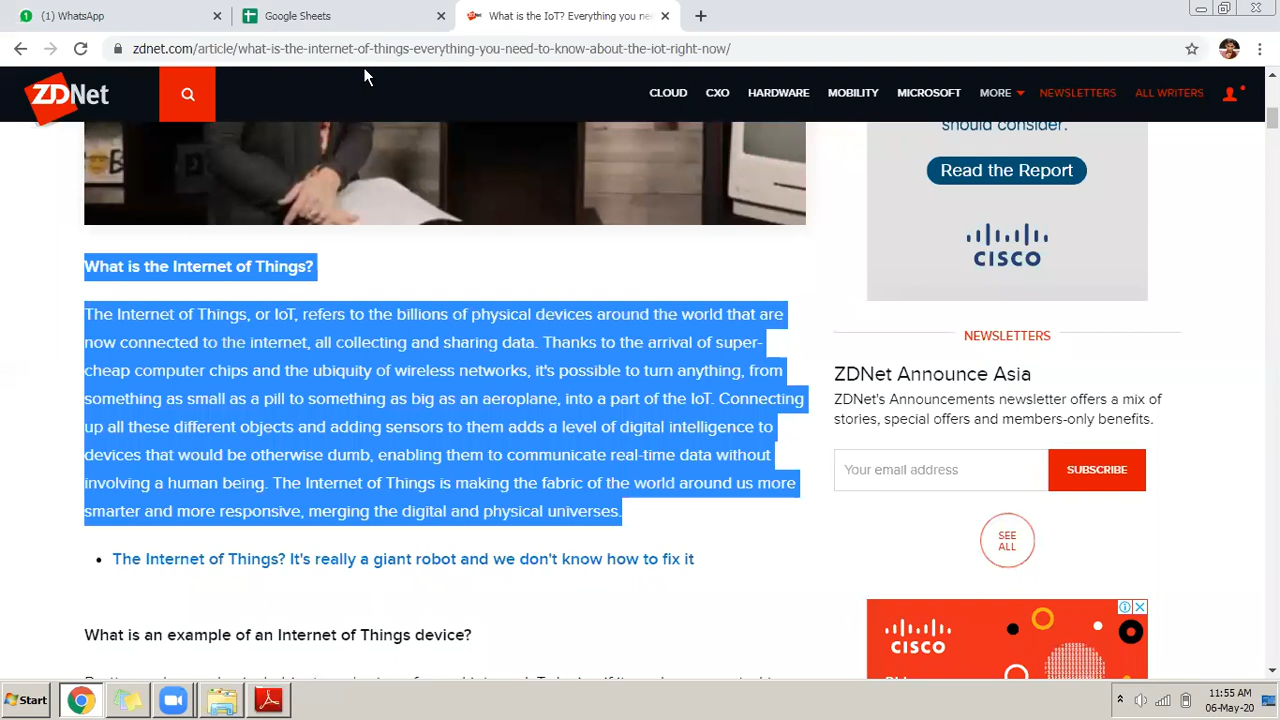 (1) WhatsApp
Google Sheets
What is the IoT? Everything you ne
zdnet.com/article/what-is-the-internet-of-things-everything-you-need-to-know-about-the-iot-right-now/
ZDNet
CLOUD CXO HARDWARE MOBILITY MICROSOFT MORE NEWSLETTERS ALL WRITERS
should consider.
Read the Report
CISCO
What is the Internet of Things?
The Internet of Things, or IoT, refers to the billions of physical devices around the world that are
now connected to the internet, all collecting and sharing data. Thanks to the arrival of super-
cheap computer chips and the ubiquity of wireless networks, it's possible to turn anything, from
something as small as a pill to something as big as an aeroplane, into a part of the IoT. Connecting
up all these different objects and adding sensors to them adds a level of digital intelligence to
devices that would be otherwise dumb, enabling them to communicate real-time data without
involving a human being. The Internet of Things is making the fabric of the world around us more
smarter and more responsive, merging the digital and physical universes.
• The Internet of Things? It's really a giant robot and we don't know how to fix it
What is an example of an Internet of Things device?
NEWSLETTERS
ZDNet Announce Asia
ZDNet's Announcements newsletter offers a mix of
stories, special offers and members-only benefits.
Your email address
SUBSCRIBE
SEE
ALL
CISCO
Start
11:55 AM
06-May-20